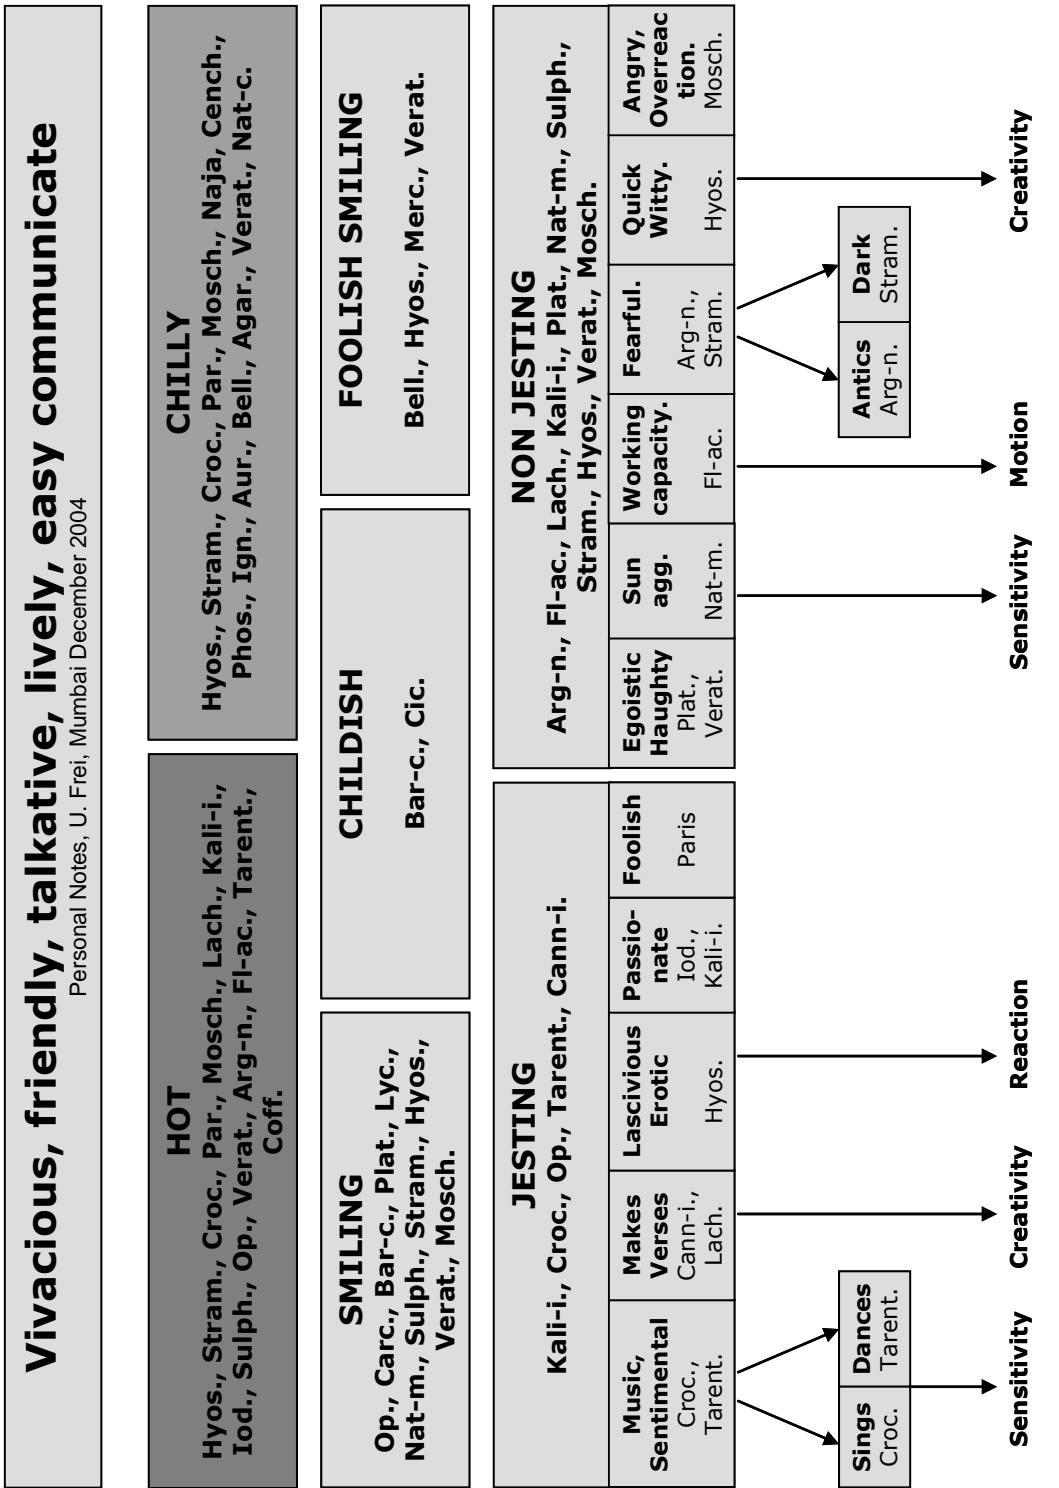 Vivacious, friendly, talkative, lively, easy communicate
Personal Notes, U. Frei, Mumbai December 2004
HOT
Hyos., Stram., Croc., Par., Mosch., Lach., Kali-i.,
Iod., Sulph., Op., Verat., Arg-n., Fl-ac., Tarent.,
Coff.
CHILLY
Hyos., Stram., Croc., Par., Mosch., Naja, Cench.,
Phos., Ign., Aur., Bell., Agar., Verat., Nat-c.
SMILING
Op., Carc., Bar-c., Plat., Lyc.,
Nat-m., Sulph., Stram., Hyos.,
Verat., Mosch.
CHILDISH
Bar-c., Cic.
FOOLISH SMILING
Bell., Hyos., Merc., Verat.
JESTING
Kali-i., Croc., Op., Tarent., Cann-i.
Music,
Sentimental
Croc.,
Tarent.
Makes
Verses
Cann-i.,
Lach.
Lascivious
Erotic
Hyos.
Passio-
nate
Iod.,
Kali-i.
Foolish
Paris
NON JESTING
Arg-n., Fl-ac., Lach., Kali-i., Plat., Nat-m., Sulph.,
Stram., Hyos., Verat., Mosch.
Egoistic
Haughty
Plat.,
Verat.
Sun
agg.
Nat-m.
Working
capacity.
Fl-ac.
Fearful.
Arg-n.,
Stram.
Quick
Witty.
Hyos.
Angry,
Overreac
tion.
Mosch.
Sings
Croc.
Dances
Tarent.
Antics
Arg-n.
Dark
Stram.
Sensitivity
Creativity
Reaction
Sensitivity
Motion
Creativity